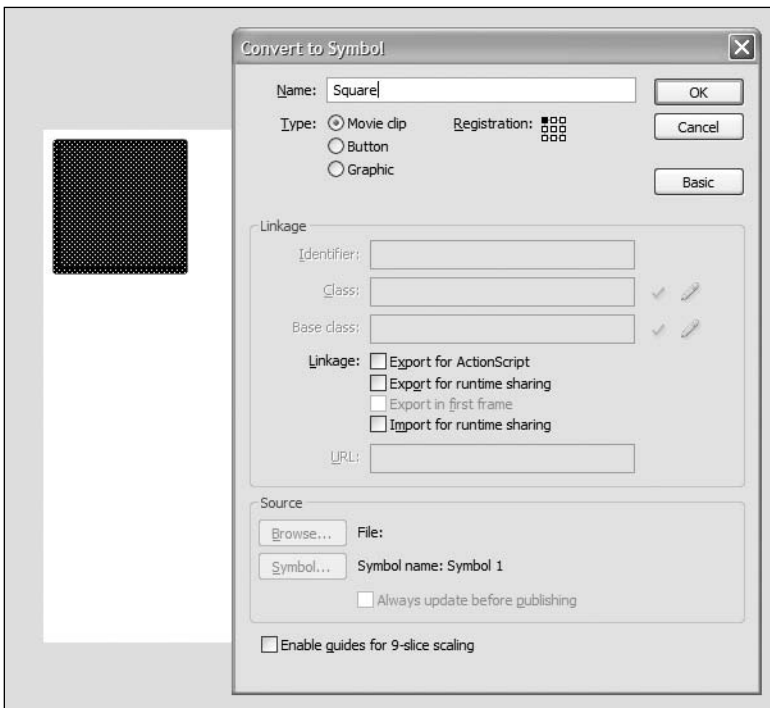 Convert to Symbol
Name: Square
OK
Type: Movie clip Registration:
Cancel
Button
Graphic
Basic
Linkage
Identifier:
Class:
Base class:
Linkage: Export for ActionScript
Export for runtime sharing
Export in first frame
Import for runtime sharing
URL:
Source
Browse... File:
Symbol... Symbol name: Symbol 1
Always update before publishing
Enable guides for 9-slice scaling